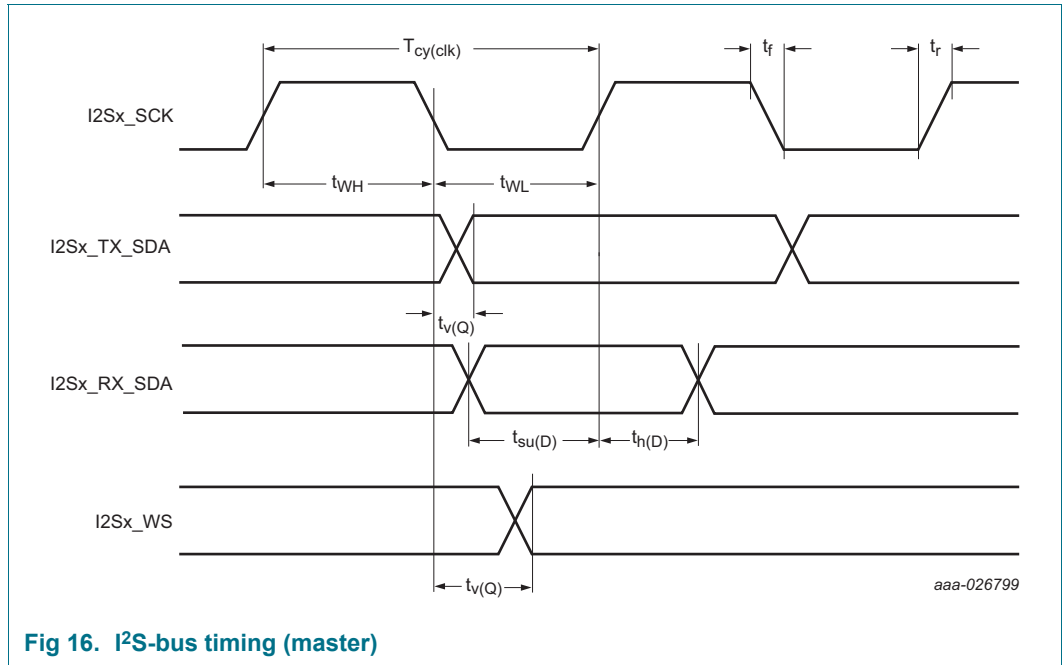 Tcy(clk)
tf
tr
I2Sx_SCK
tWH
tWL
I2Sx_TX_SDA
tv(Q)
I2Sx_RX_SDA
tsu(D)
th(D)
I2Sx_WS
tv(Q)
aaa-026799
Fig 16. I²S-bus timing (master)